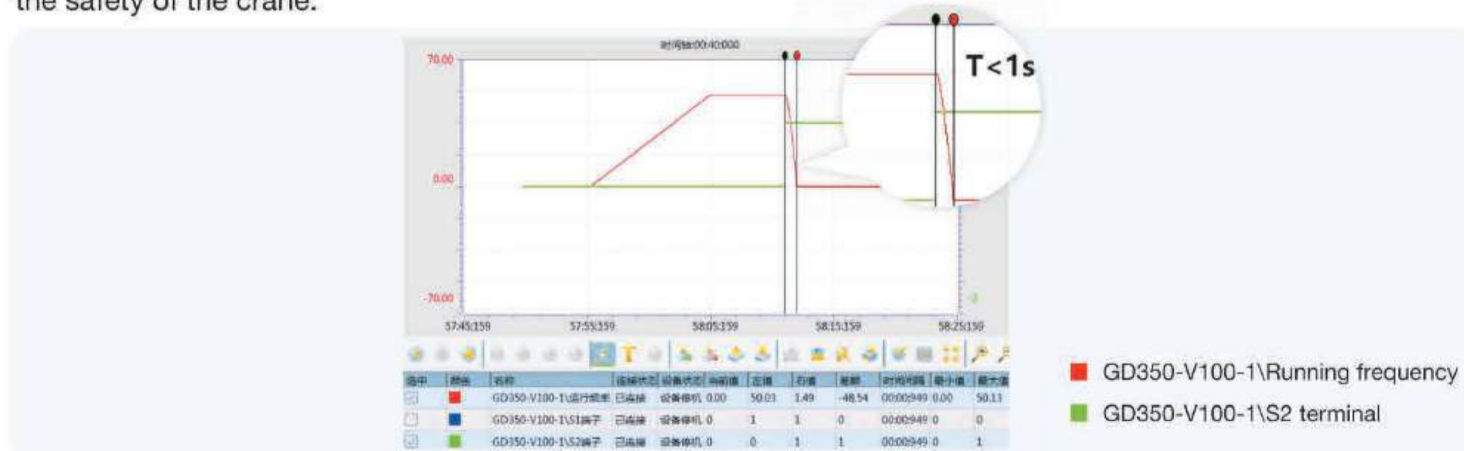 the safety of the crane.
时间轴:00:40:000
T<1s
70.00
0.00
-70.00
-2
57:45:159 57:55:159 58:05:159 58:15:159 58:25:159
选中 颜色 名称 连接状态 设备状态 当前值 左值 右值 差额 时间间隔 最小值 最大值
GD350-V100-1\运行频率 已连接 设备停机 0.00 50.03 1.49 -48.54 00:00:949 0.00 50.13
GD350-V100-1\S1端子 已连接 设备停机 0 1 1 0 00:00:949 0 0
GD350-V100-1\S2端子 已连接 设备停机 0 0 1 1 00:00:949 0 1
GD350-V100-1\Running frequency
GD350-V100-1\S2 terminal